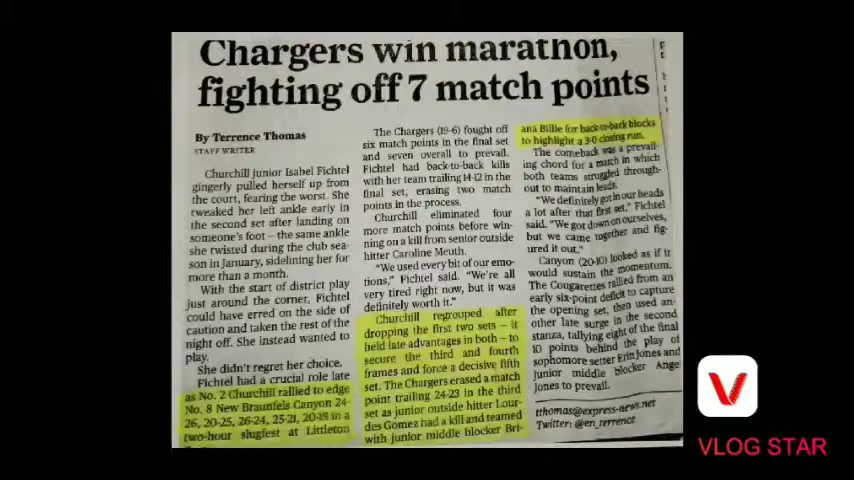 Chargers win marathon,
fighting off 7 match points
By Terrence Thomas
STAFF WRITER
Churchill junior Isabel Fichtel
gingerly pulled herself up from
the court, fearing the worst. She
tweaked her left ankle early in
the second set after landing on
someone's foot – the same ankle
she twisted during the club sea-
son in January, sidelining her for
more than a month.
With the start of district play
just around the corner, Fichtel
could have erred on the side of
caution and taken the rest of the
night off. She instead wanted to
play.
She didn't regret her choice.
Fichtel had a crucial role late
as No. 2 Churchill rallied to edge
No. 8 New Braunfels Canyon 24-
26, 20-25, 26-24, 25-21, 20-18 in a
two-hour slugfest at Littleton
The Chargers (19-6) fought off
six match points in the final set
and seven overall to prevail.
Fichtel had back-to-back kills
with her team trailing 14-12 in the
final set, erasing two match
points in the process.
Churchill eliminated four
more match points before win-
ning on a kill from senior outside
hitter Caroline Meuth.
"We used every bit of our emo-
tions," Fichtel said. "We're all
very tired right now, but it was
definitely worth it."
Churchill regrouped after
dropping the first two sets – it
held late advantages in both – to
secure the third and fourth
frames and force a decisive fifth
set. The Chargers erased a match
point trailing 24-23 in the third
set as junior outside hitter Lour-
des Gomez had a kill and teamed
with junior middle blocker Bri-
ana Billie for back-to-back blocks
to highlight a 3-0 closing run.
The comeback was a prevail-
ing chord for a match in which
both teams struggled through-
out to maintain leads.
"We definitely got in our heads
a lot after that first set," Fichtel
said. "We got down on ourselves,
but we came together and fig-
ured it out."
Canyon (20-10) looked as if it
would sustain the momentum.
The Cougarettes rallied from an
early six-point deficit to capture
the opening set, then used an-
other late surge in the second
stanza, tallying eight of the final
10 points behind the play of
sophomore setter Erin Jones and
junior middle blocker Angel
Jones to prevail.
tthomas@express-news.net
Twitter: @en_terrence
VLOG STAR